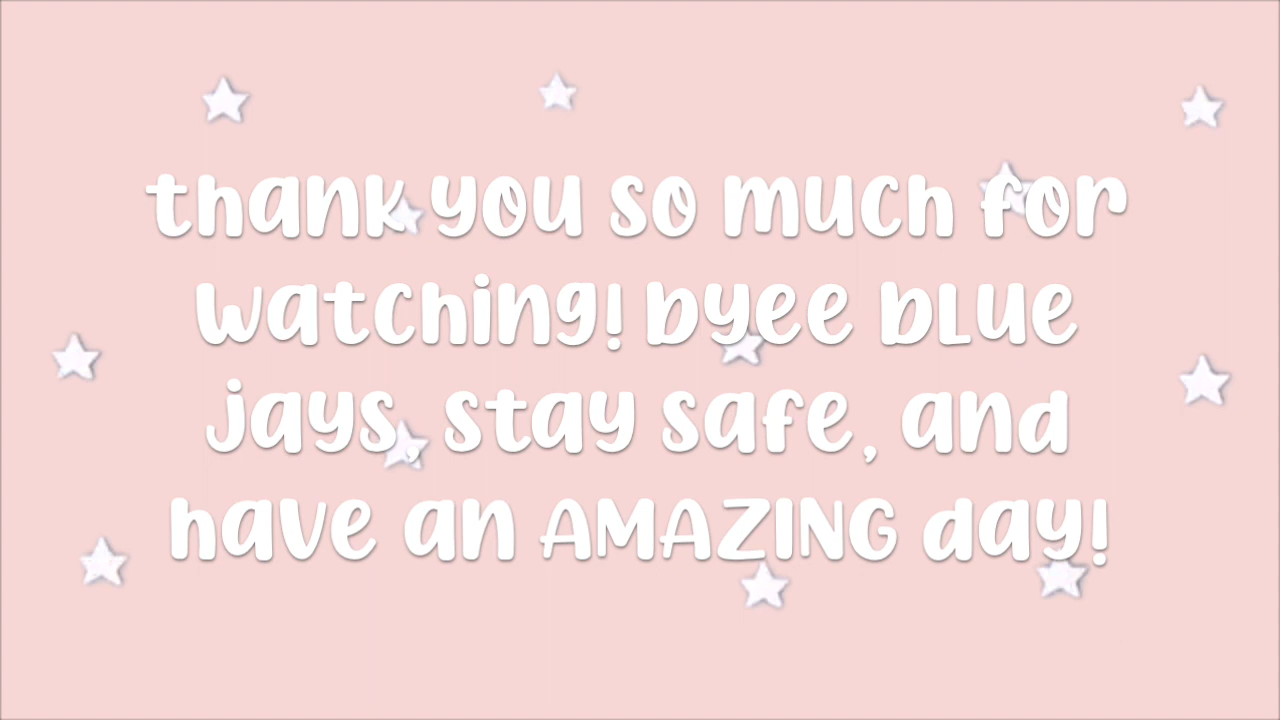 thank you so much for
watching! byee blue
jays, stay safe, and
have an AMAZING day!